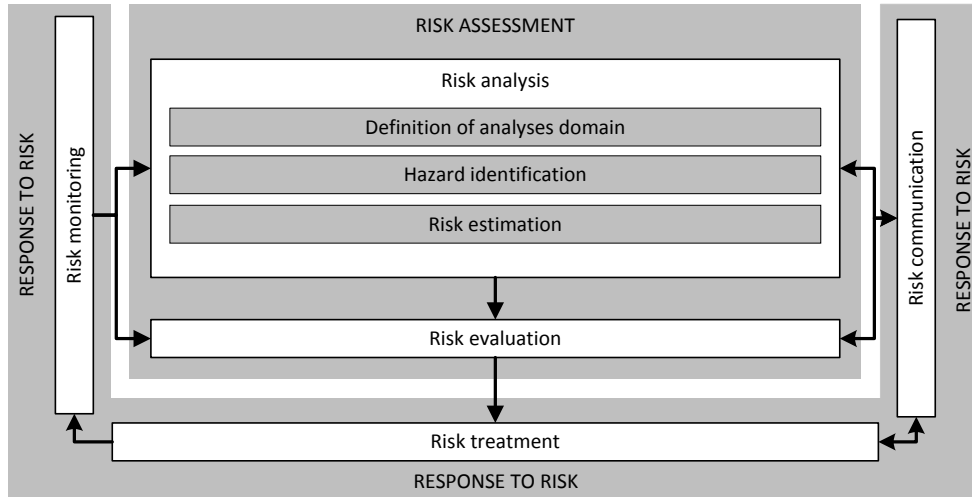 RISK ASSESSMENT
Risk analysis
Definition of analyses domain
Hazard identification
Risk estimation
Risk evaluation
Risk treatment
RESPONSE TO RISK
RESPONSE TO RISK
Risk monitoring
Risk communication
RESPONSE TO RISK